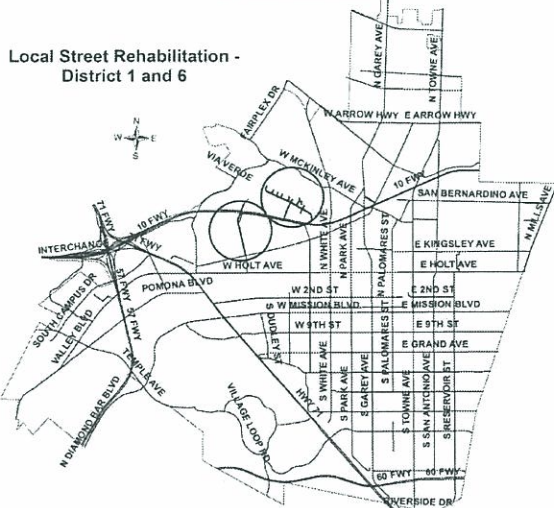 Local Street Rehabilitation -
District 1 and 6
N
W E
S
N GAREY AVE
N TOWNE AVE
FAIRPLEX DR
W ARROW HWY E ARROW HWY
W MCKINLEY AVE
VIA VERDE
10 FWY
SAN BERNARDINO AVE
N MILLS AVE
71 FWY
10 FWY
INTERCHANGE
FWY
N WHITE AVE
N PARK AVE
N PALOMARES ST
E KINGSLEY AVE
W HOLT AVE
E HOLT AVE
57 FWY
57 FWY
SOUTH CAMPUS DR
POMONA BLVD
W 2ND ST
E 2ND ST
VALLEY BLVD
W MISSION BLVD
E MISSION BLVD
W 9TH ST
E 9TH ST
DUDLEY ST
E GRAND AVE
TEMPLE AVE
N DIAMOND BAR BLVD
VILLAGE LOOP RD
HWY 71
S WHITE AVE
S PARK AVE
S GAREY AVE
S PALOMARES ST
S TOWNE AVE
S SAN ANTONIO AVE
S RESERVOIR ST
60 FWY
60 FWY
RIVERSIDE DR